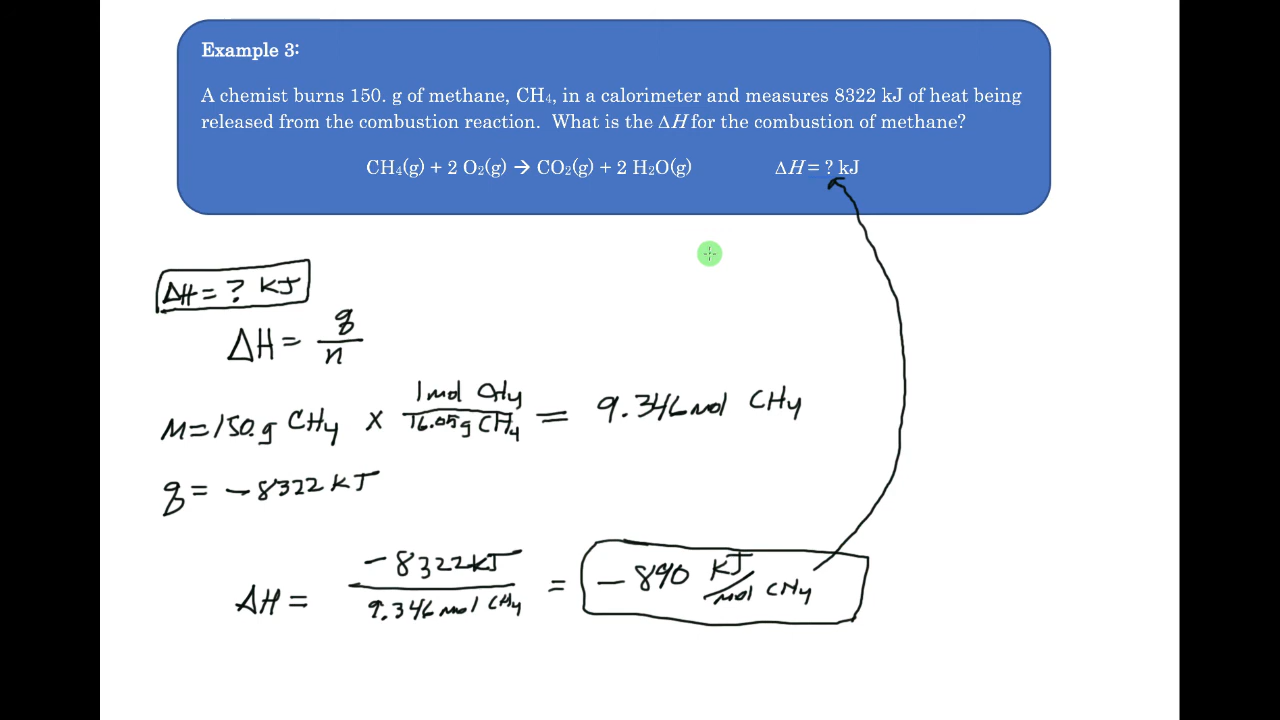 Example 3:
A chemist burns 150. g of methane, CH₄, in a calorimeter and measures 8322 kJ of heat being
released from the combustion reaction. What is the ΔH for the combustion of methane?
CH₄(g) + 2 O₂(g) → CO₂(g) + 2 H₂O(g) ΔH = ? kJ
ΔH = ? kJ
ΔH = q/n
m = 150. g CH₄ × 1 mol CH₄/16.05 g CH₄ = 9.346 mol CH₄
q = -8322 kJ
ΔH = -8322 kJ/9.346 mol CH₄ = -890 kJ/mol CH₄